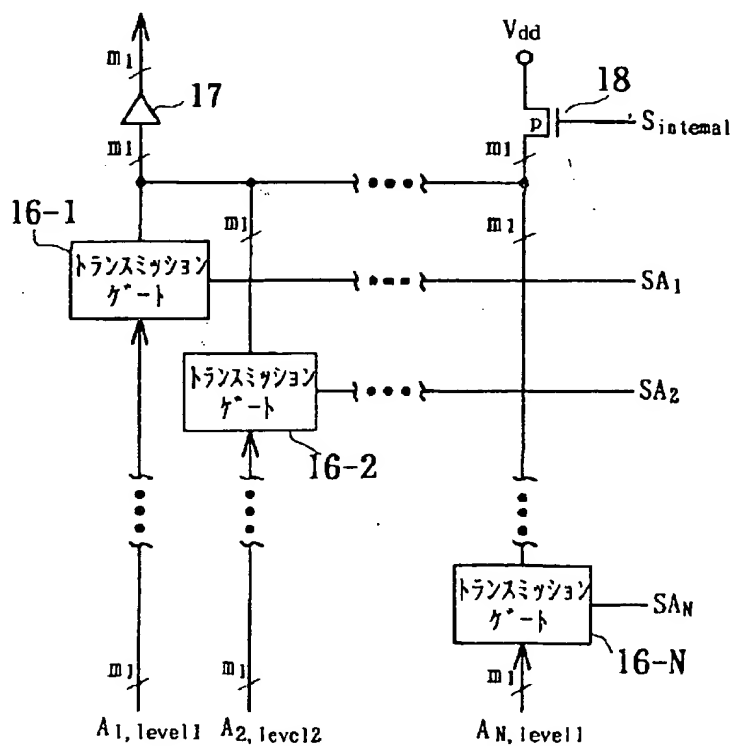 m1
17
m1
Vdd
18
p
Sinternal
m1
16-1
m1
m1
トランスミッション
ゲート
SA1
トランスミッション
ゲート
SA2
16-2
トランスミッション
ゲート
SAN
16-N
m1
m1
m1
A1,level1
A2,level2
AN,level1